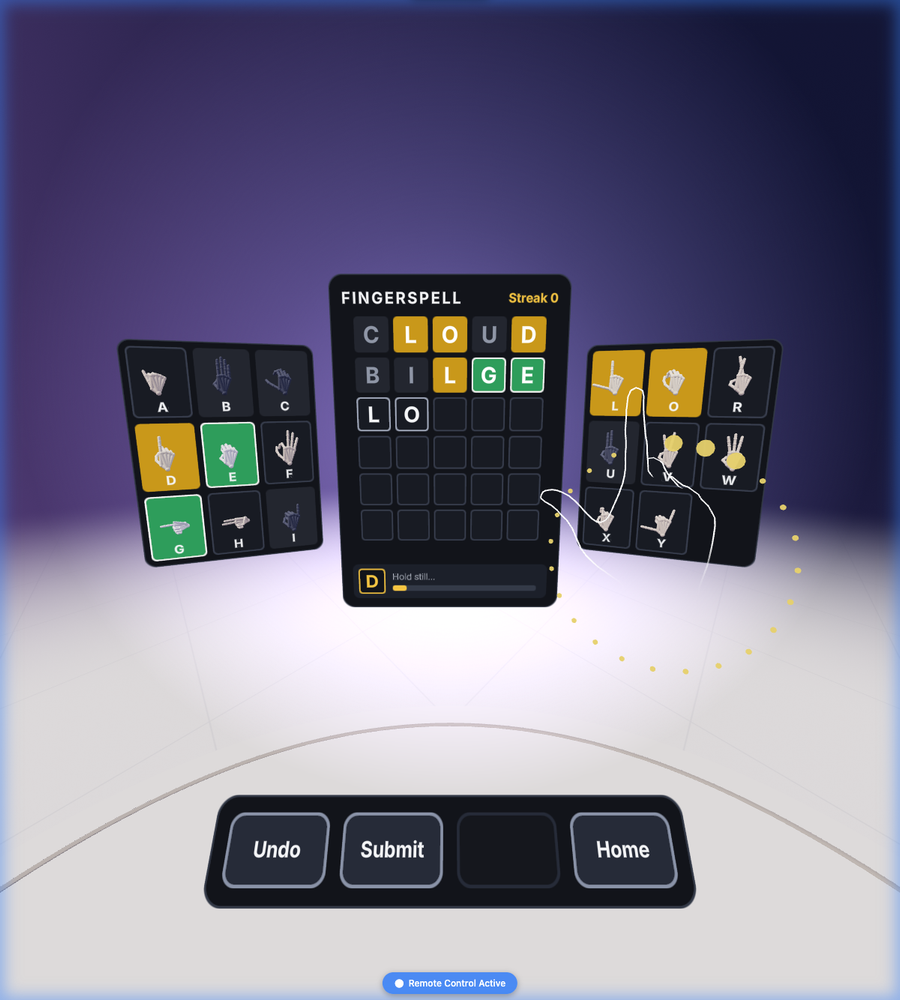 FINGERSPELL Streak 0
C L O U D
B I L G E
L O
D Hold still...
A B C
D E F
G H I
L O R
U V W
X Y
Undo Submit Home
Remote Control Active